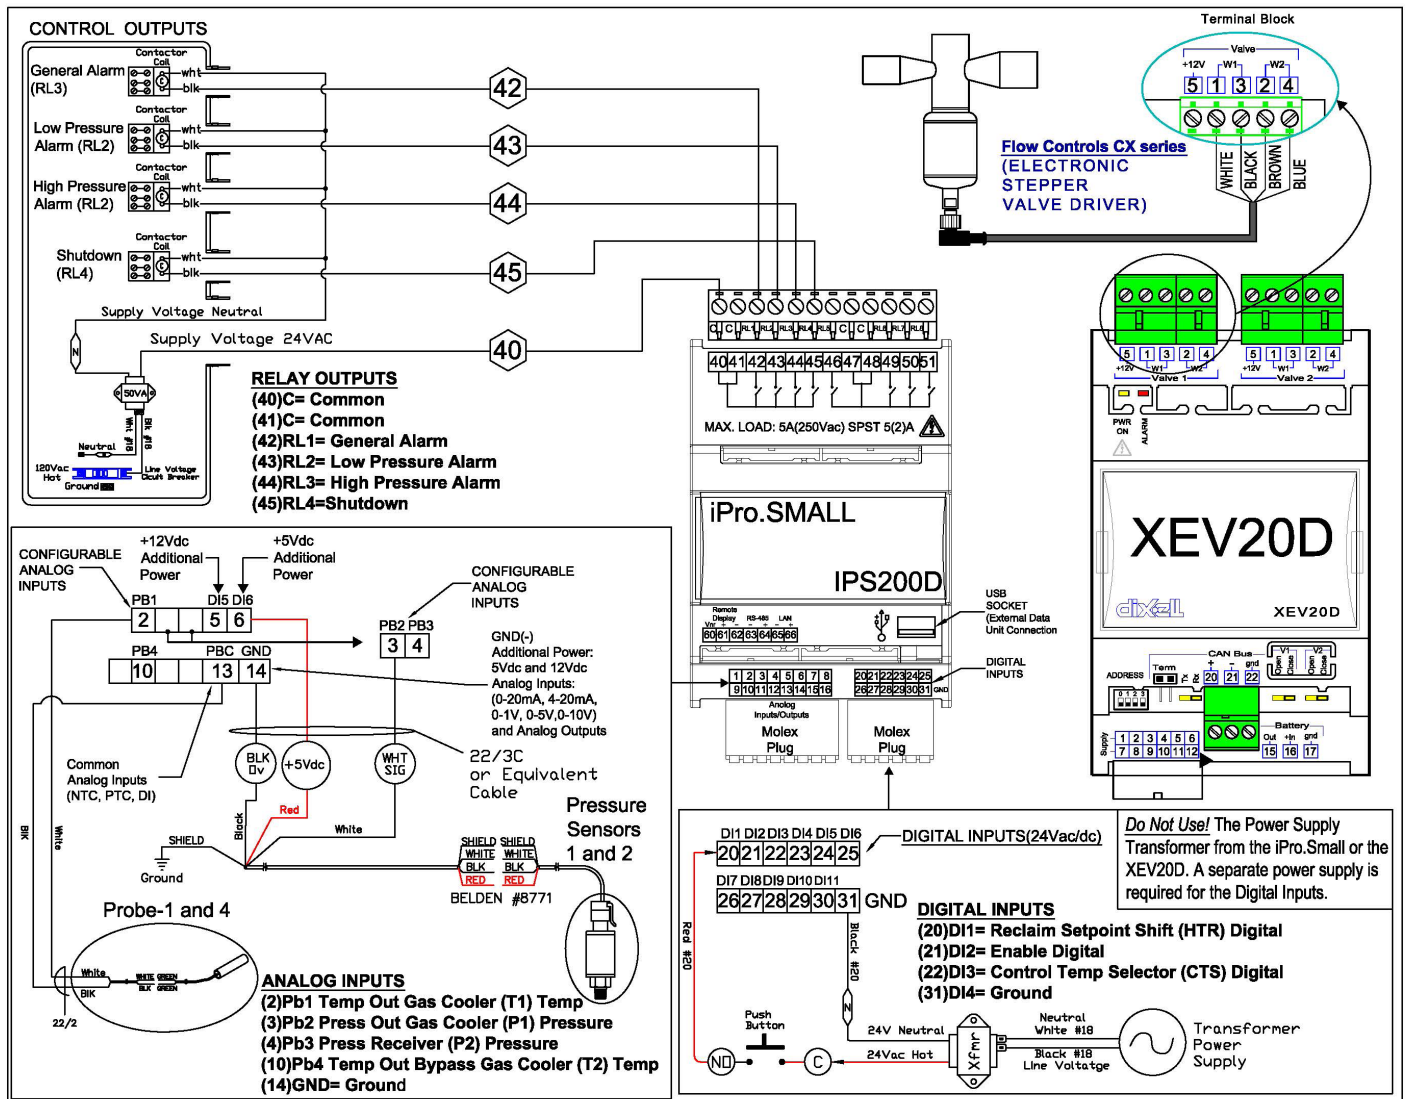 CONTROL OUTPUTS
Contactor
Coil
General Alarm
(RL3)
wht
blk
Contactor
Coil
Low Pressure
Alarm (RL2)
wht
blk
Contactor
Coil
High Pressure
Alarm (RL2)
wht
blk
Contactor
Coil
Shutdown
(RL4)
wht
blk
Supply Voltage Neutral
N
Supply Voltage 24VAC
42
43
44
45
40
50VA
Wht #18
Blk #18
Neutral
120Vac
Hot
Line Voltage
Cicuit Breaker
Ground
RELAY OUTPUTS
(40)C= Common
(41)C= Common
(42)RL1= General Alarm
(43)RL2= Low Pressure Alarm
(44)RL3= High Pressure Alarm
(45)RL4=Shutdown
Terminal Block
Valve
+12V W1 W2
5 1 3 2 4
WHITE
BLACK
BROWN
BLUE
Flow Controls CX series
(ELECTRONIC
STEPPER
VALVE DRIVER)
C C RL1 RL2 RL3 RL4 RL5 C C RL6 RL7 RL8
40 41 42 43 44 45 46 47 48 49 50 51
MAX. LOAD: 5A(250Vac) SPST 5(2)A
iPro.SMALL
IPS200D
Remote
Display RS-485 LAN
Vnr + - + - + -
60 61 62 63 64 65 66
USB
SOCKET
(External Data
Unit Connection
DIGITAL
INPUTS
1 2 3 4 5 6 7 8
9 10 11 12 13 14 15 16
20 21 22 23 24 25
26 27 28 29 30 31 GND
Analog
Inputs/Outputs
Molex
Plug
Molex
Plug
5 1 3 2 4
+12V W1 W2
Valve 1
5 1 3 2 4
+12V W1 W2
Valve 2
PWR
ON
ALARM
XEV20D
dixell
XEV20D
CAN Bus
+ - gnd
20 21 22
Term
Tx
Rx
ADDRESS
0 1 2 3
V1
Open
Close
V2
Open
Close
Supply
1 2 3 4 5 6
7 8 9 10 11 12
Battery
Out +In gnd
15 16 17
CONFIGURABLE
ANALOG
INPUTS
+12Vdc
Additional
Power
+5Vdc
Additional
Power
PB1 DI5 DI6
2 5 6
PB4 PBC GND
10 13 14
CONFIGURABLE
ANALOG
INPUTS
PB2 PB3
3 4
GND(-)
Additional Power:
5Vdc and 12Vdc
Analog Inputs:
(0-20mA, 4-20mA,
0-1V, 0-5V,0-10V)
and Analog Outputs
Common
Analog Inputs
(NTC, PTC, DI)
BLK
0v
+5Vdc
WHT
SIG
22/3C
or Equivalent
Cable
Blk
White
Black
Red
White
SHIELD
Ground
SHIELD SHIELD
WHITE WHITE
BLK BLK
RED RED
BELDEN #8771
Pressure
Sensors
1 and 2
Probe-1 and 4
White
Blk
WHITE GREEN
BLK GREEN
22/2
ANALOG INPUTS
(2)Pb1 Temp Out Gas Cooler (T1) Temp
(3)Pb2 Press Out Gas Cooler (P1) Pressure
(4)Pb3 Press Receiver (P2) Pressure
(10)Pb4 Temp Out Bypass Gas Cooler (T2) Temp
(14)GND= Ground
DI1 DI2 DI3 DI4 DI5 DI6
20 21 22 23 24 25
DIGITAL INPUTS(24Vac/dc)
DI7 DI8 DI9 DI10 DI11
26 27 28 29 30 31 GND
Do Not Use! The Power Supply
Transformer from the iPro.Small or the
XEV20D. A separate power supply is
required for the Digital Inputs.
DIGITAL INPUTS
(20)DI1= Reclaim Setpoint Shift (HTR) Digital
(21)DI2= Enable Digital
(22)DI3= Control Temp Selector (CTS) Digital
(31)DI4= Ground
Red #20
Black #20
N
Push
Button
NO
C
24V Neutral
24Vac Hot
Xfmr
Neutral
White #18
Black #18
Line Voltatge
Transformer
Power
Supply